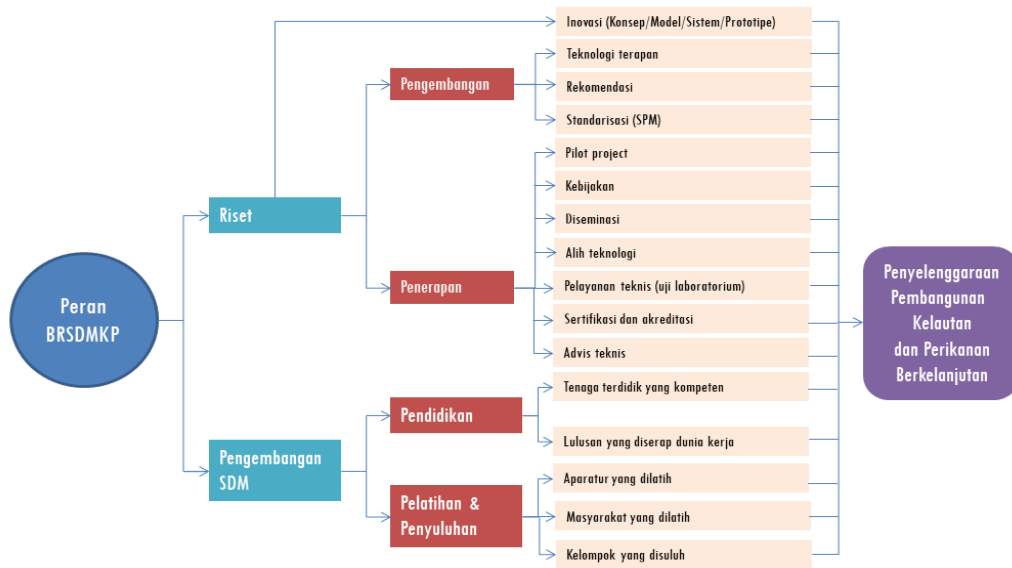 Peran
BRSDMKP
Riset
Pengembangan
SDM
Pengembangan
Penerapan
Pendidikan
Pelatihan &
Penyuluhan
Inovasi (Konsep/Model/Sistem/Prototipe)
Teknologi terapan
Rekomendasi
Standarisasi (SPM)
Pilot project
Kebijakan
Diseminasi
Alih teknologi
Pelayanan teknis (uji laboratorium)
Sertifikasi dan akreditasi
Advis teknis
Tenaga terdidik yang kompeten
Lulusan yang diserap dunia kerja
Aparatur yang dilatih
Masyarakat yang dilatih
Kelompok yang disuluh
Penyelenggaraan
Pembangunan
Kelautan
dan Perikanan
Berkelanjutan